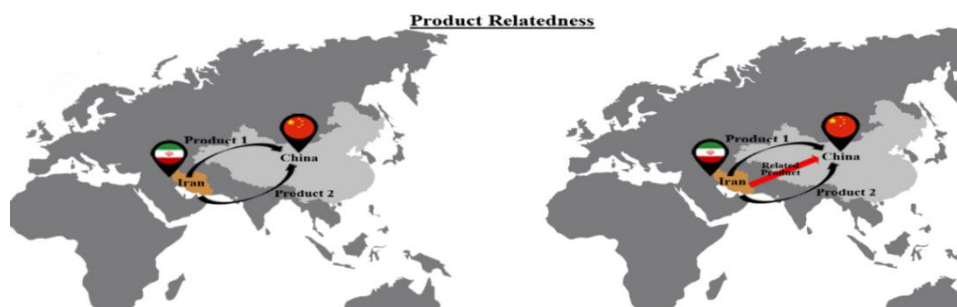 Product Relatedness
Product 1
China
Iran
Product 2
Product 1
China
Related
Product
Iran
Product 2